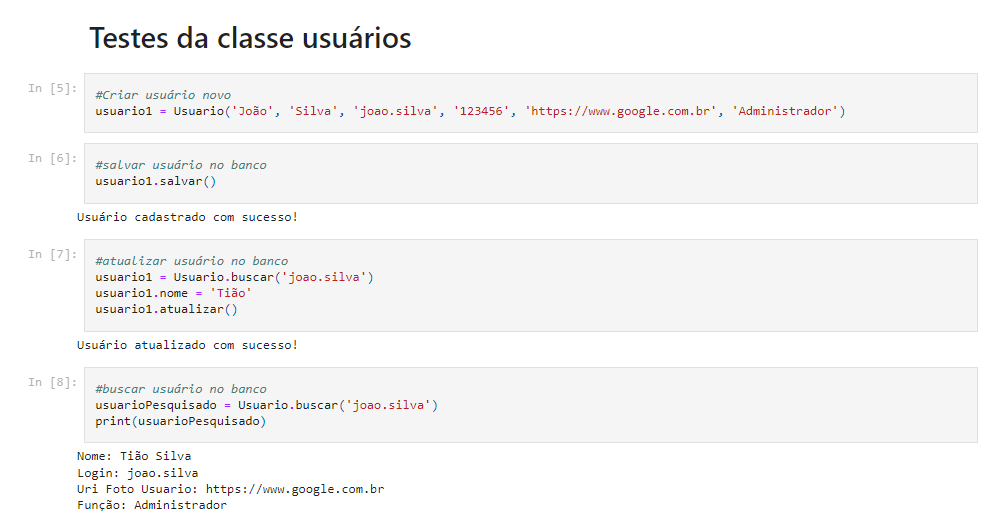 Testes da classe usuários
In [5]:
#Criar usuário novo
usuario1 = Usuario('João', 'Silva', 'joao.silva', '123456', 'https://www.google.com.br', 'Administrador')
In [6]:
#salvar usuário no banco
usuario1.salvar()
Usuário cadastrado com sucesso!
In [7]:
#atualizar usuário no banco
usuario1 = Usuario.buscar('joao.silva')
usuario1.nome = 'Tião'
usuario1.atualizar()
Usuário atualizado com sucesso!
In [8]:
#buscar usuário no banco
usuarioPesquisado = Usuario.buscar('joao.silva')
print(usuarioPesquisado)
Nome: Tião Silva
Login: joao.silva
Uri Foto Usuario: https://www.google.com.br
Função: Administrador